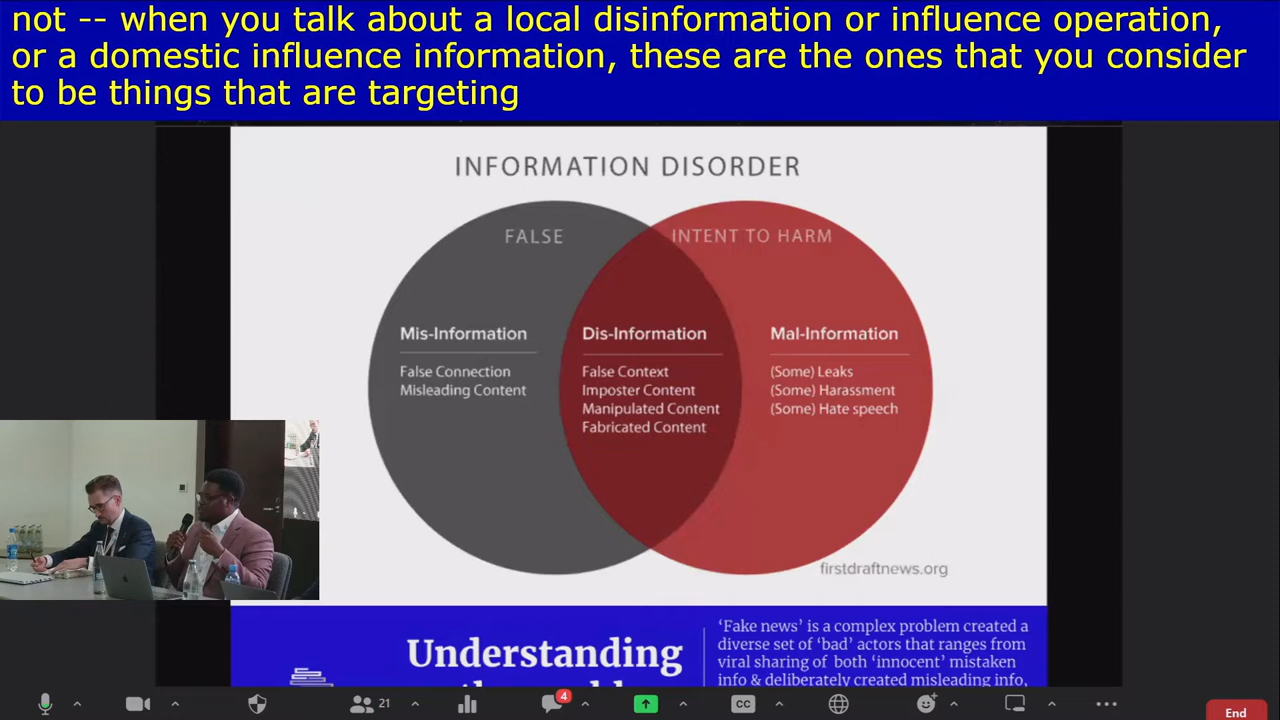 not -- when you talk about a local disinformation or influence operation,
or a domestic influence information, these are the ones that you consider
to be things that are targeting
INFORMATION DISORDER
FALSE
INTENT TO HARM
Mis-Information
False Connection
Misleading Content
Dis-Information
False Context
Imposter Content
Manipulated Content
Fabricated Content
Mal-Information
(Some) Leaks
(Some) Harassment
(Some) Hate speech
firstdraftnews.org
Understanding
'Fake news' is a complex problem created a
diverse set of 'bad' actors that ranges from
viral sharing of both 'innocent' mistaken
info & deliberately created misleading info,
21
4
CC
End